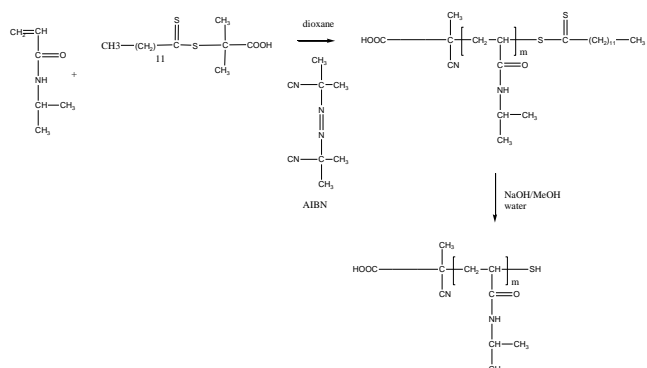 CH₂=CH
C=O
NH
CH—CH₃
CH₃
+
S
CH3—(CH₂)—C—S—C—COOH
11
CH₃
CH₃
dioxane
CH₃
CN—C—CH₃
N
N
CN—C—CH₃
CH₃
AIBN
CH₃
S
HOOC—C—[CH₂—CH]—S—C—(CH₂)₁₁—CH₃
m
CN
C=O
NH
CH—CH₃
CH₃
NaOH/MeOH
water
CH₃
HOOC—C—[CH₂—CH]—SH
m
CN
C=O
NH
CH—CH₃